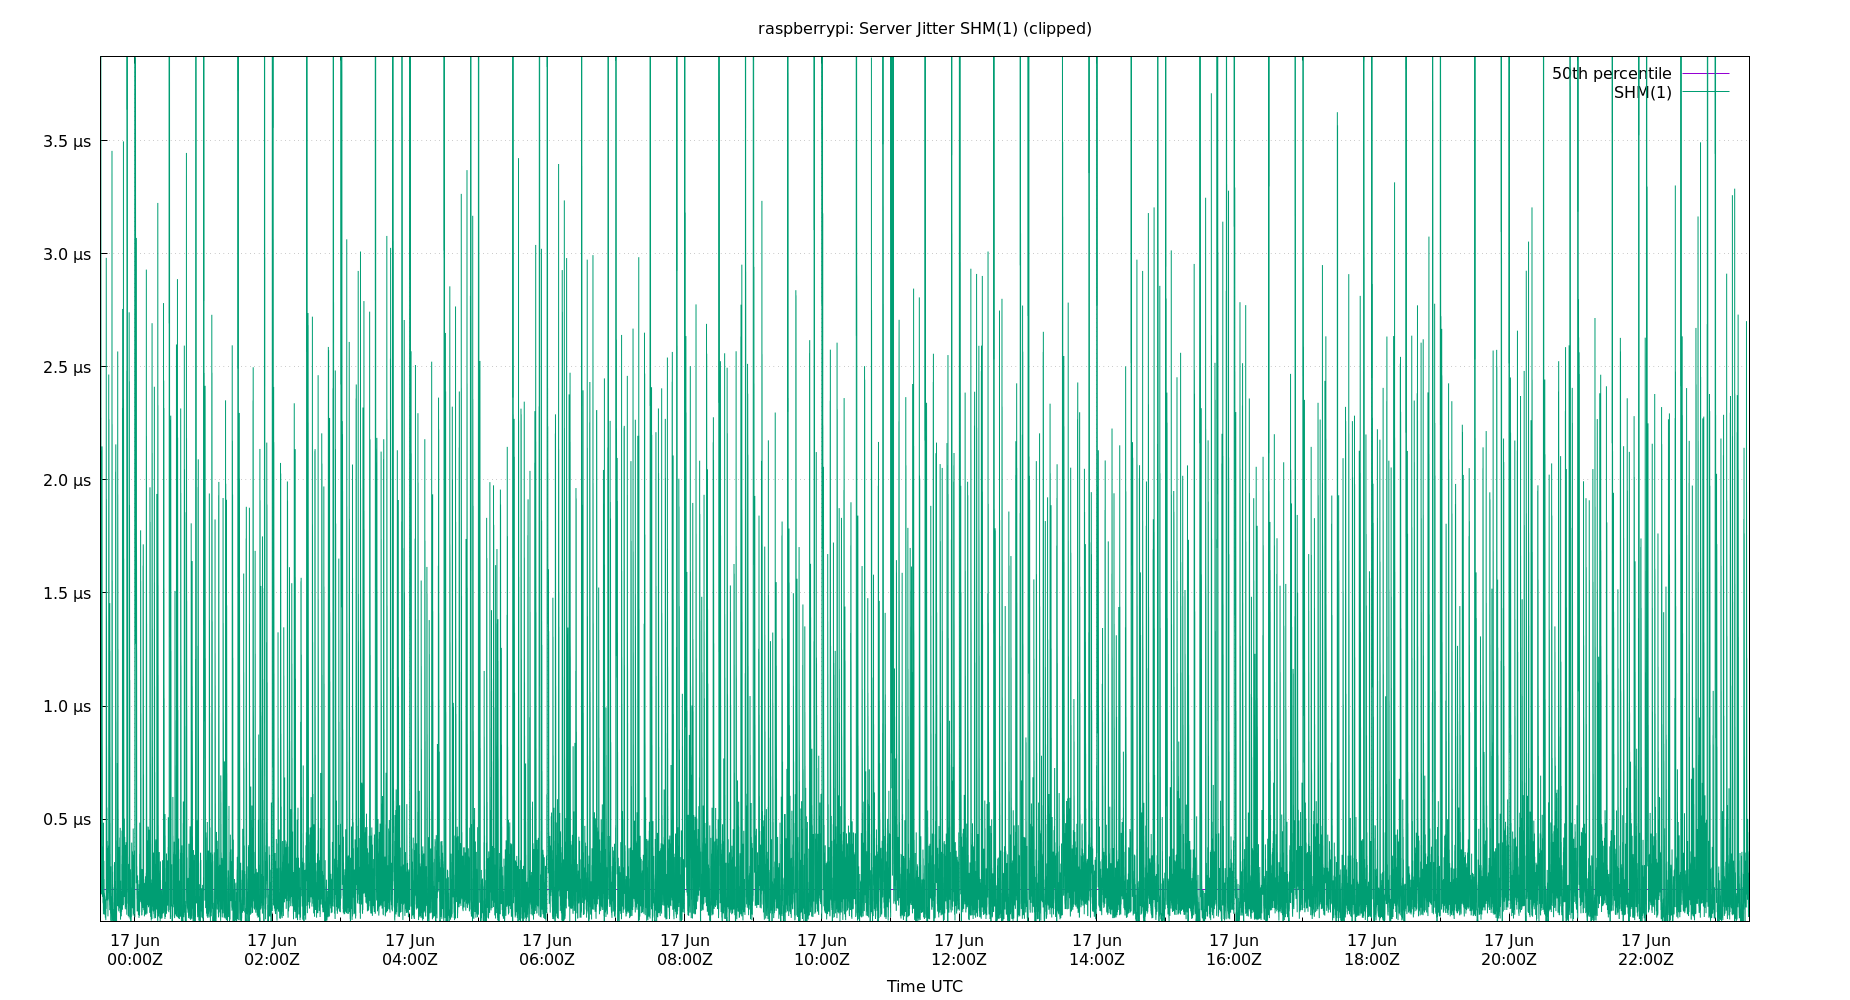 raspberrypi: Server Jitter SHM(1) (clipped)
50th percentile
SHM(1)
3.5 µs
3.0 µs
2.5 µs
2.0 µs
1.5 µs
1.0 µs
0.5 µs
17 Jun 17 Jun 17 Jun 17 Jun 17 Jun 17 Jun 17 Jun 17 Jun 17 Jun 17 Jun 17 Jun 17 Jun
00:00Z 02:00Z 04:00Z 06:00Z 08:00Z 10:00Z 12:00Z 14:00Z 16:00Z 18:00Z 20:00Z 22:00Z
Time UTC